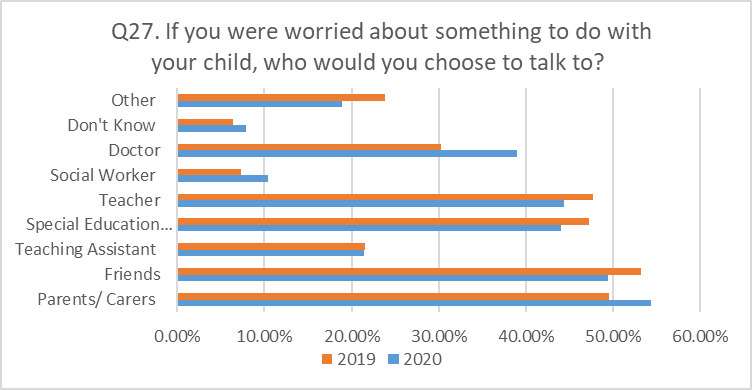 Q27. If you were worried about something to do with
your child, who would you choose to talk to?
Other
Don't Know
Doctor
Social Worker
Teacher
Special Education...
Teaching Assistant
Friends
Parents/ Carers
0.00% 10.00% 20.00% 30.00% 40.00% 50.00% 60.00%
2019 2020